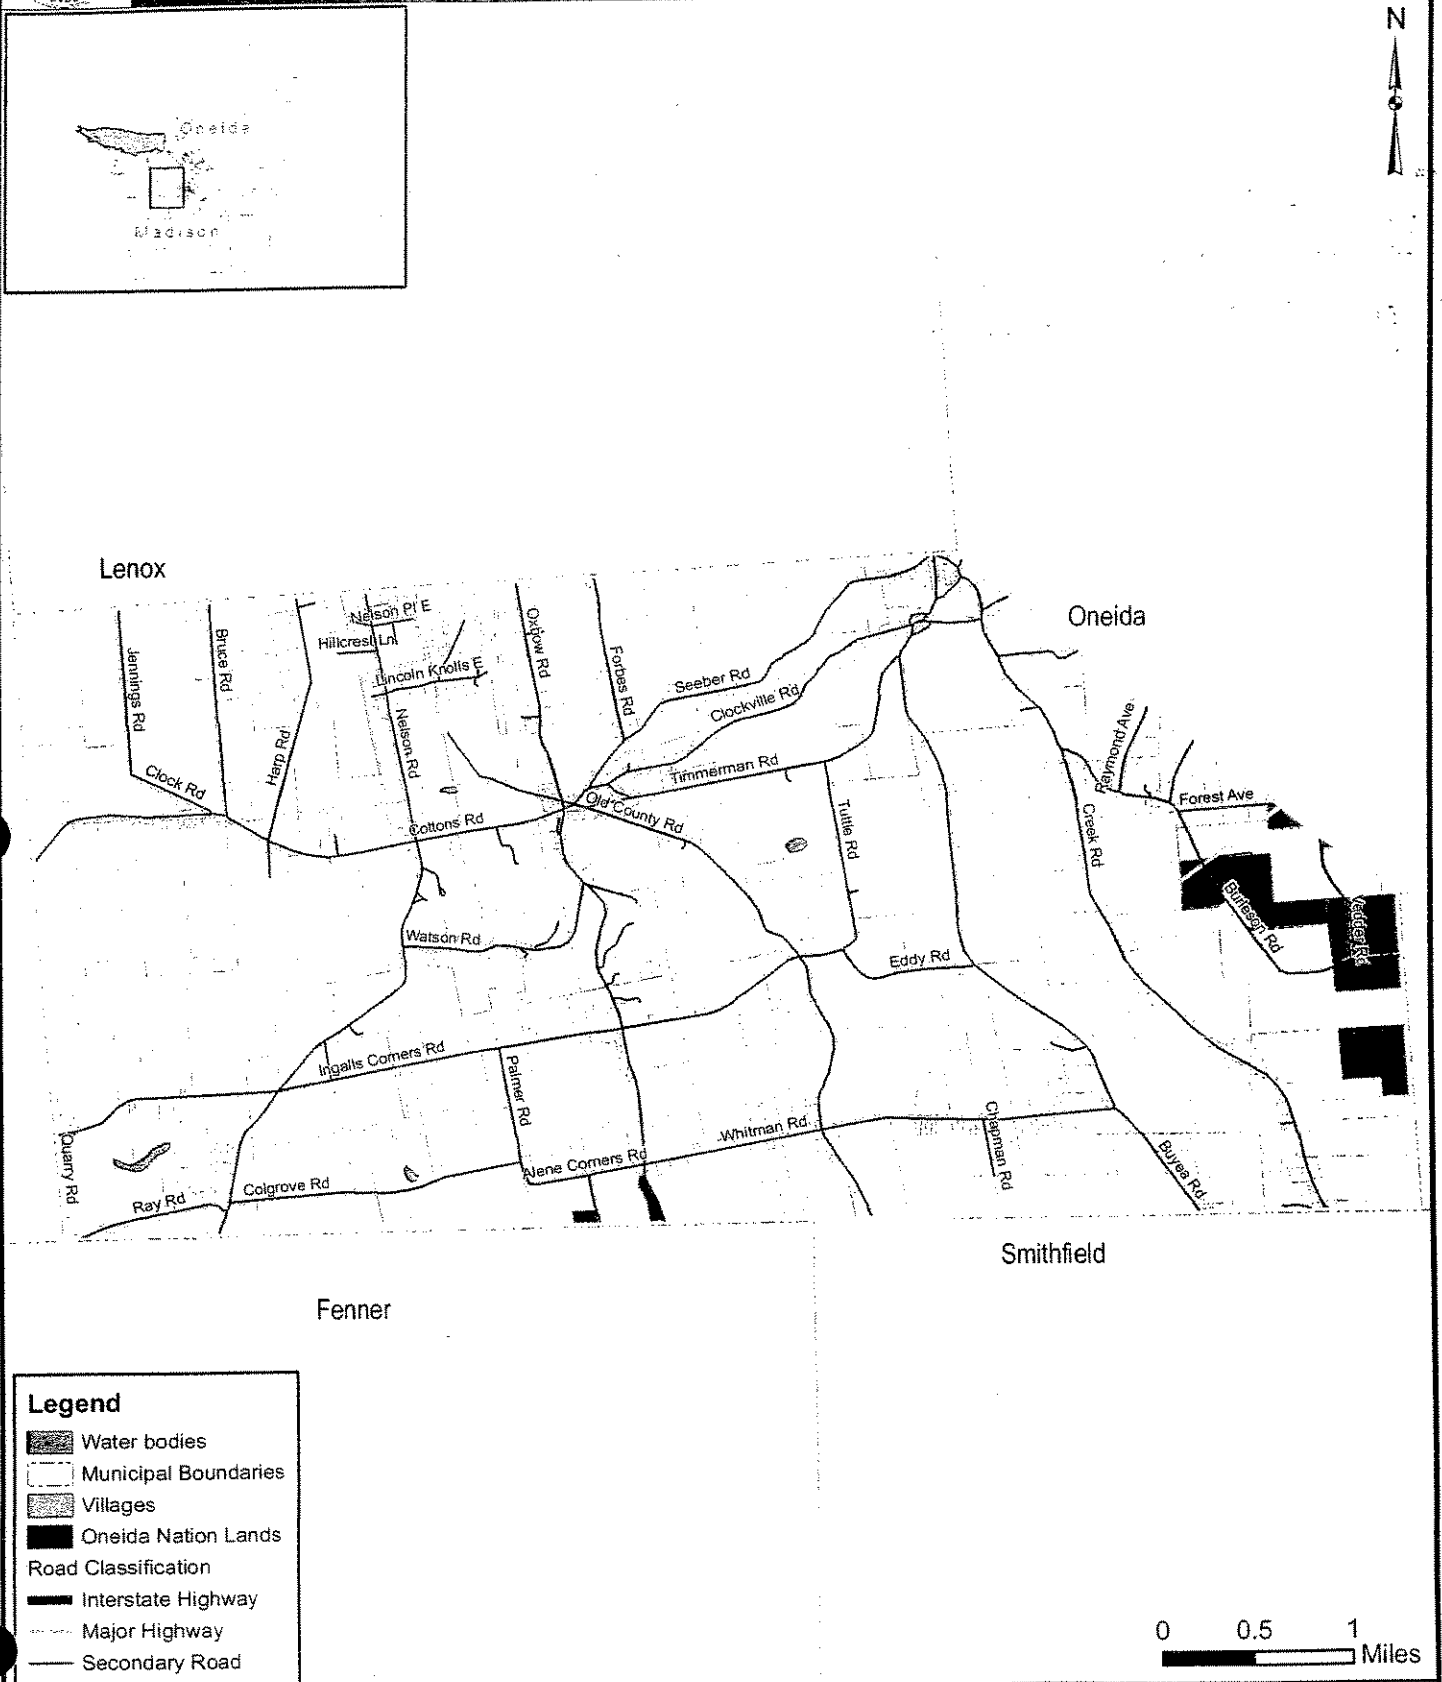 N
Oneida
Madison
Lenox
Oneida
Nelson Pl E
Hillcrest Ln
Lincoln Knolls E
Jennings Rd
Bruce Rd
Harp Rd
Nelson Rd
Oxbow Rd
Forbes Rd
Seeber Rd
Clockville Rd
Timmerman Rd
Raymond Ave
Forest Ave
Clock Rd
Cottons Rd
Old County Rd
Tuttle Rd
Creek Rd
Burleson Rd
Vedder Rd
Watson Rd
Eddy Rd
Ingalls Corners Rd
Palmer Rd
Whitman Rd
Chapman Rd
Quarry Rd
Ray Rd
Colgrove Rd
Alene Corners Rd
Buyea Rd
Smithfield
Fenner
Legend
Water bodies
Municipal Boundaries
Villages
Oneida Nation Lands
Road Classification
Interstate Highway
Major Highway
Secondary Road
0 0.5 1
Miles